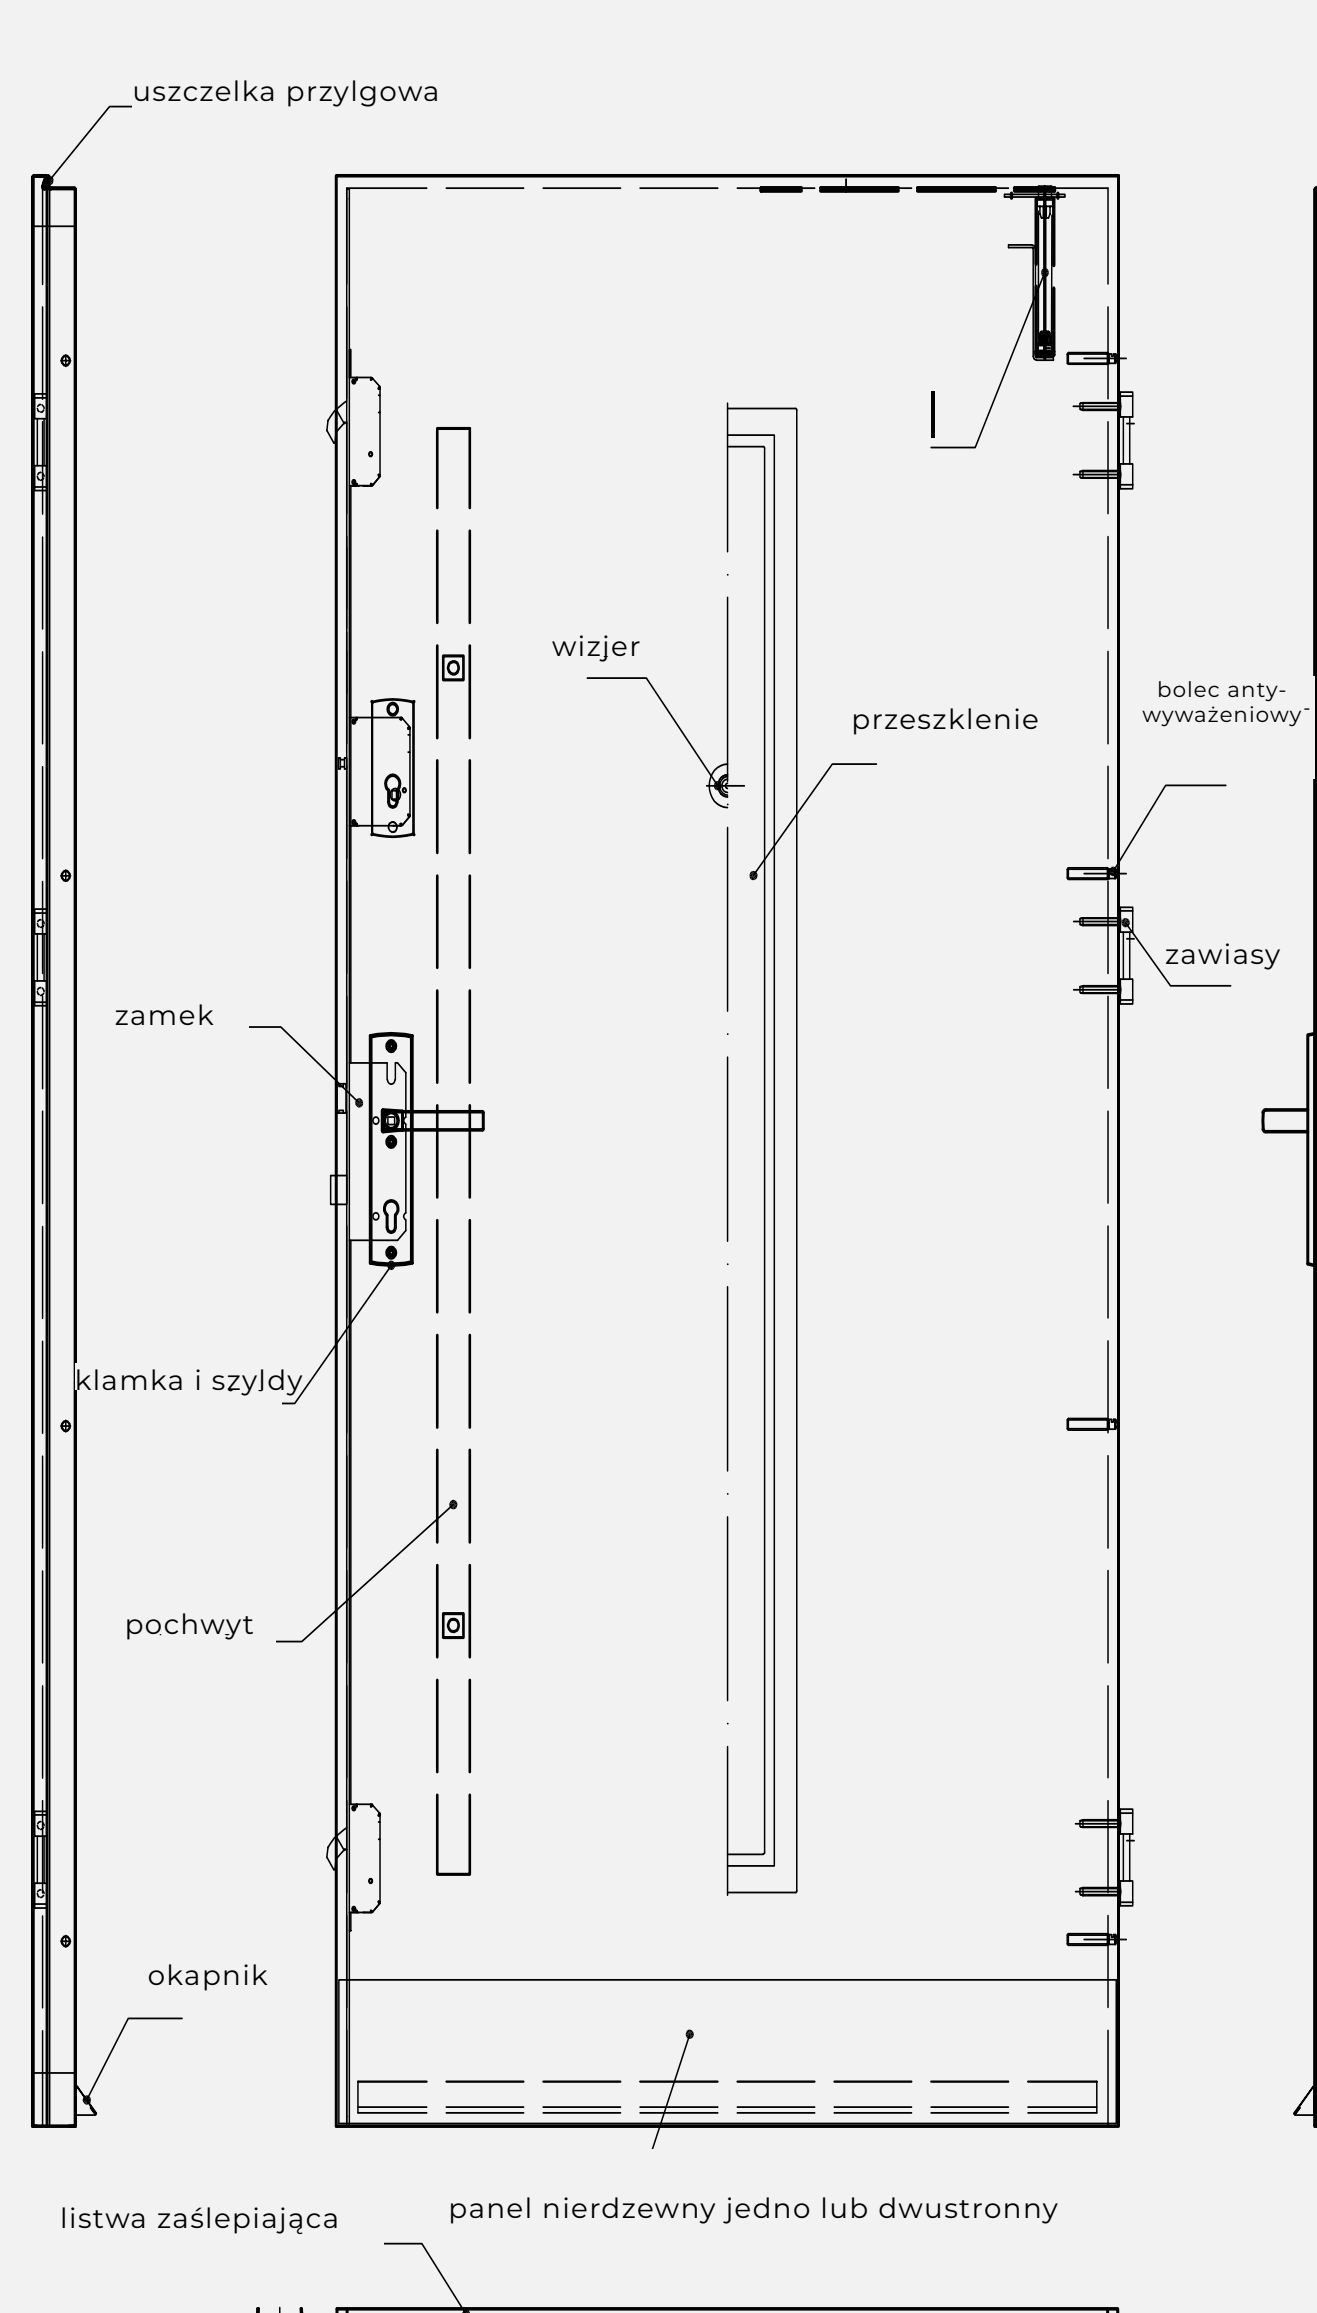 uszczelka przylgowa
wizjer
bolec anty-
wyważeniowy
przeszklenie
zawiasy
zamek
klamka i szyldy
pochwyt
okapnik
panel nierdzewny jedno lub dwustronny
listwa zaślepiająca